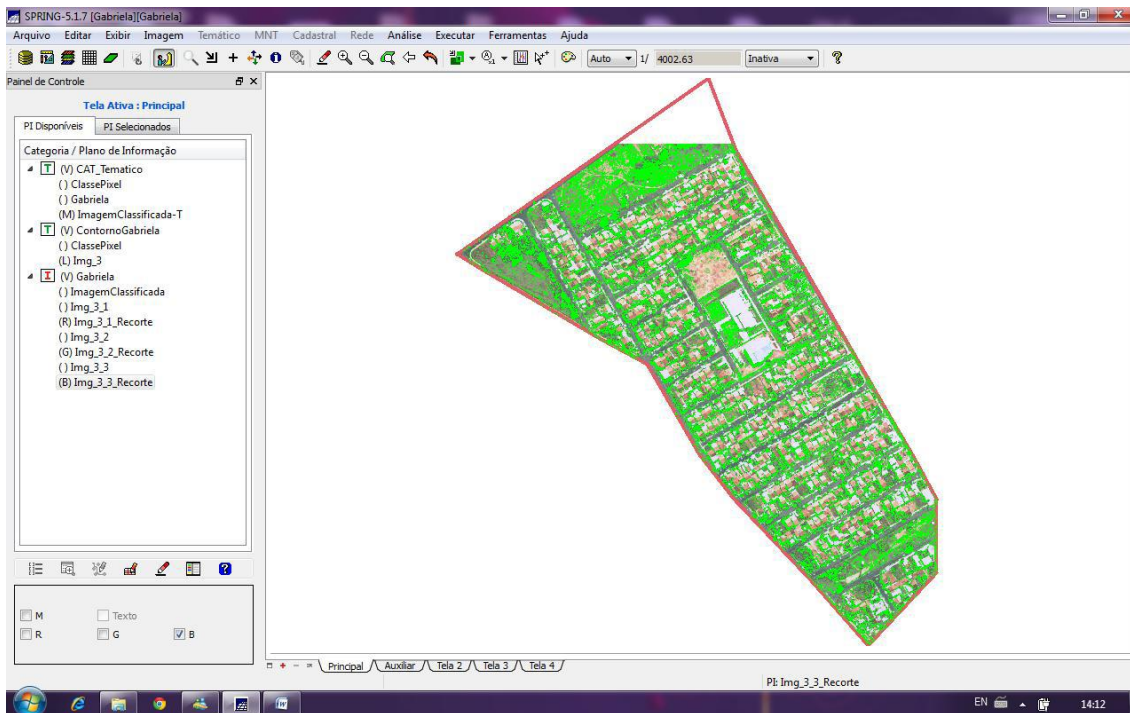 SPRING-5.1.7 [Gabriela][Gabriela]
Arquivo Editar Exibir Imagem Temático MNT Cadastral Rede Análise Executar Ferramentas Ajuda
Auto 1/ 4002.63 Inativa
Painel de Controle
Tela Ativa : Principal
PI Disponíveis PI Selecionados
Categoria / Plano de Informação
T (V) CAT_Tematico
( ) ClassePixel
( ) Gabriela
(M) ImagemClassificada-T
T (V) ContornoGabriela
( ) ClassePixel
(L) Img_3
I (V) Gabriela
( ) ImagemClassificada
( ) Img_3_1
(R) Img_3_1_Recorte
( ) Img_3_2
(G) Img_3_2_Recorte
( ) Img_3_3
(B) Img_3_3_Recorte
M Texto
R G B
Principal Auxiliar Tela 2 Tela 3 Tela 4
PI: Img_3_3_Recorte
EN 14:12